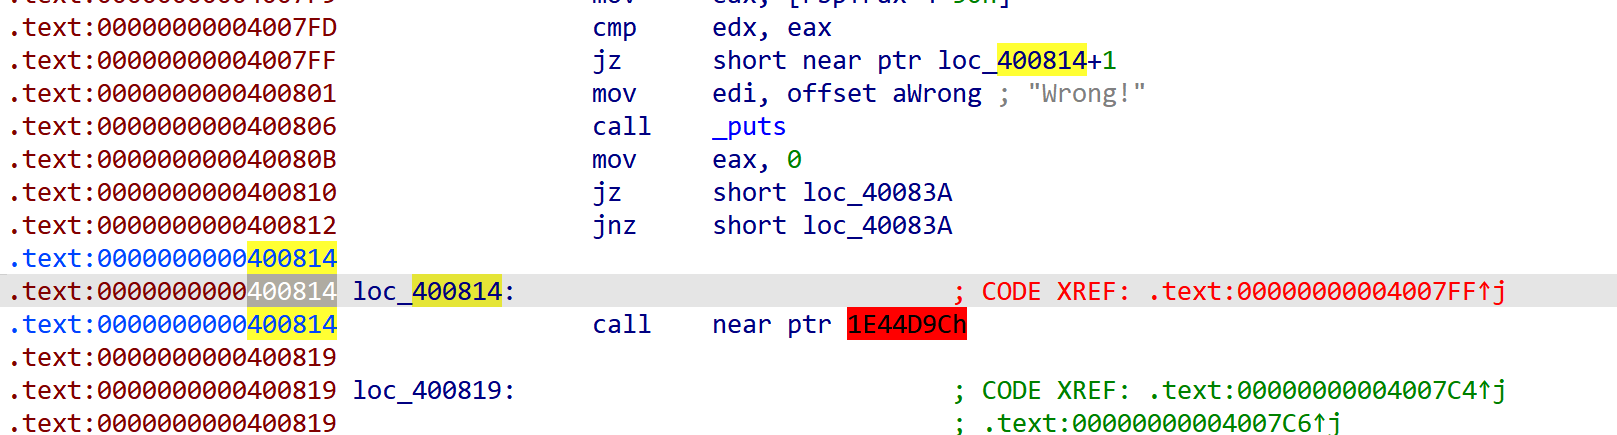 .text:00000000004007FD cmp edx, eax
.text:00000000004007FF jz short near ptr loc_400814+1
.text:0000000000400801 mov edi, offset aWrong ; "Wrong!"
.text:0000000000400806 call _puts
.text:000000000040080B mov eax, 0
.text:0000000000400810 jz short loc_40083A
.text:0000000000400812 jnz short loc_40083A
.text:0000000000400814
.text:0000000000400814 loc_400814: ; CODE XREF: .text:00000000004007FF↑j
.text:0000000000400814 call near ptr 1E44D9Ch
.text:0000000000400819
.text:0000000000400819 loc_400819: ; CODE XREF: .text:00000000004007C4↑j
.text:0000000000400819 ; .text:00000000004007C6↑j